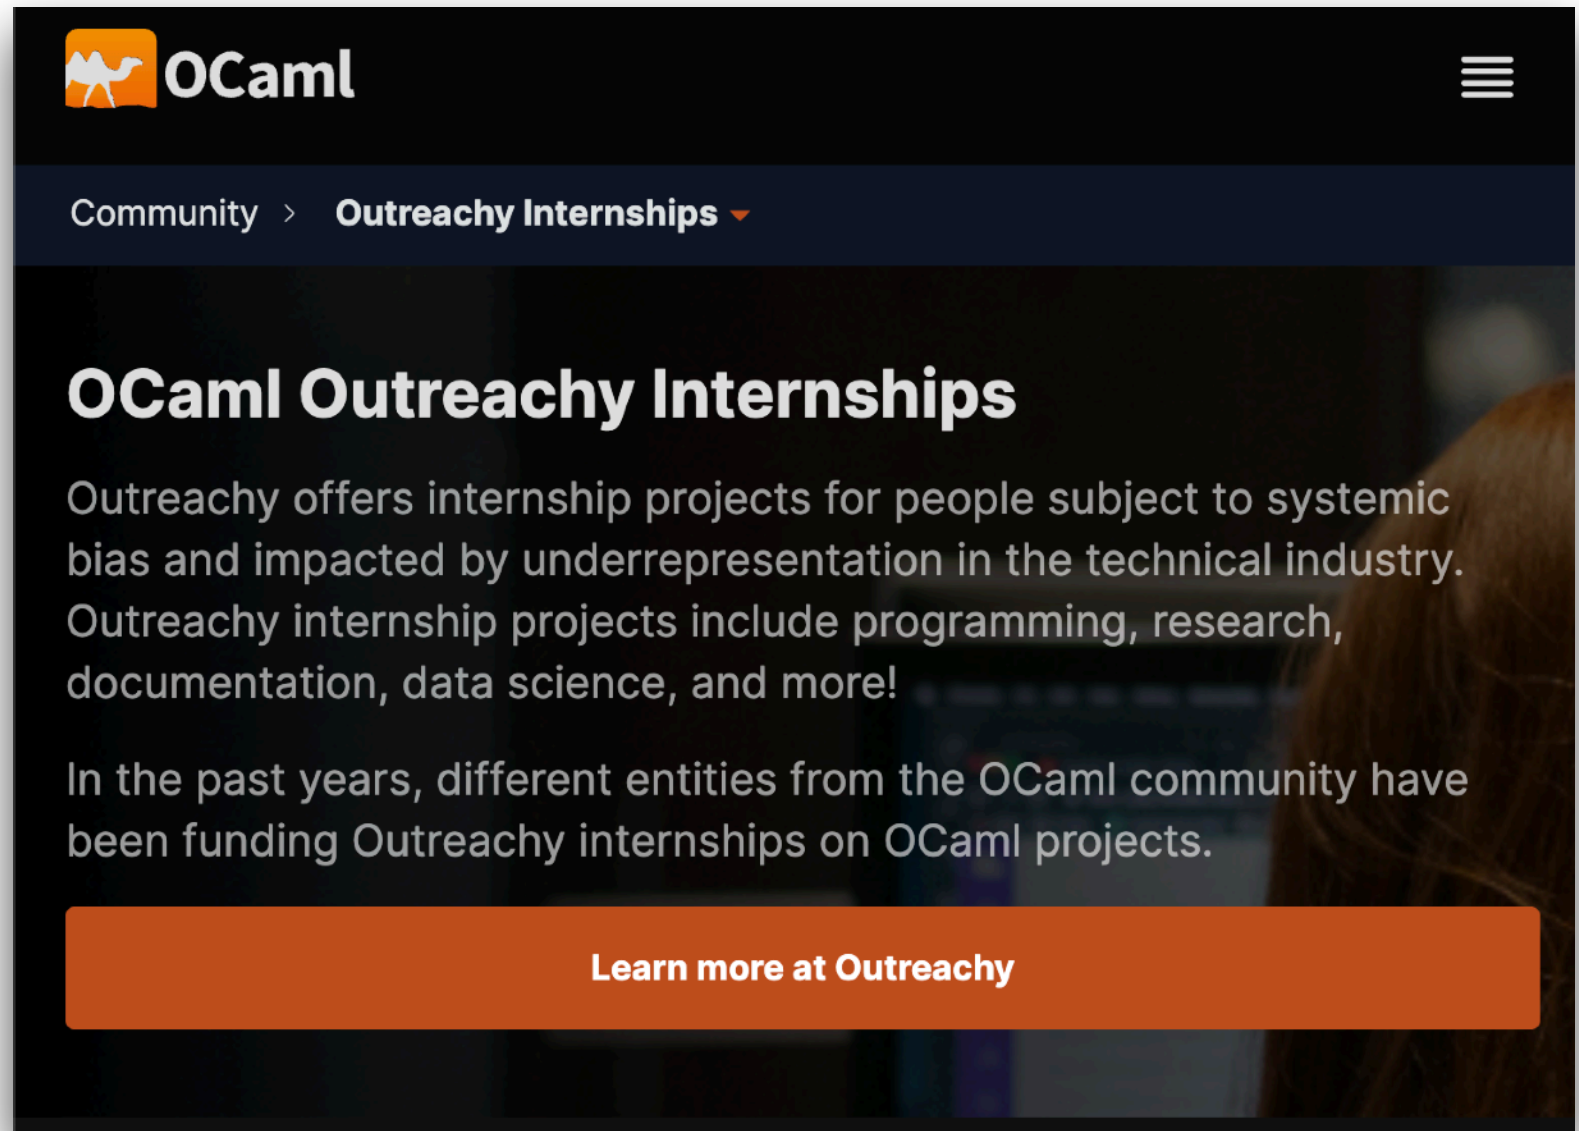 OCaml
Community > Outreachy Internships
OCaml Outreachy Internships
Outreachy offers internship projects for people subject to systemic
bias and impacted by underrepresentation in the technical industry.
Outreachy internship projects include programming, research,
documentation, data science, and more!
In the past years, different entities from the OCaml community have
been funding Outreachy internships on OCaml projects.
Learn more at Outreachy